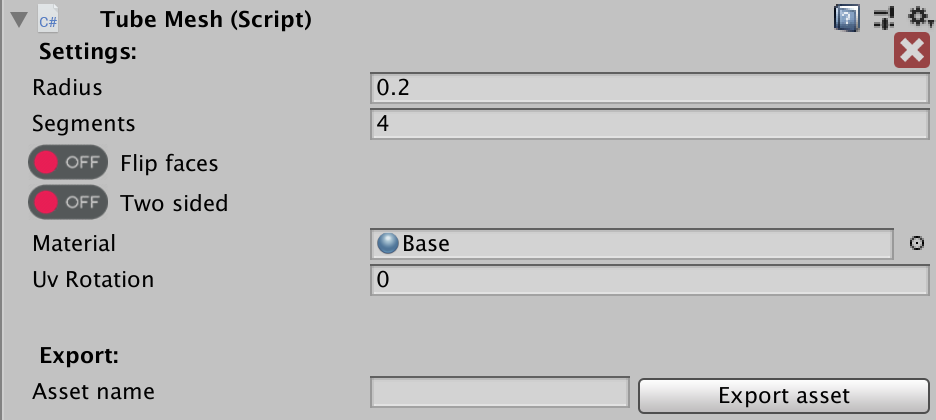 C# Tube Mesh (Script)
Settings:
Radius 0.2
Segments 4
OFF Flip faces
OFF Two sided
Material Base
Uv Rotation 0
Export:
Asset name Export asset